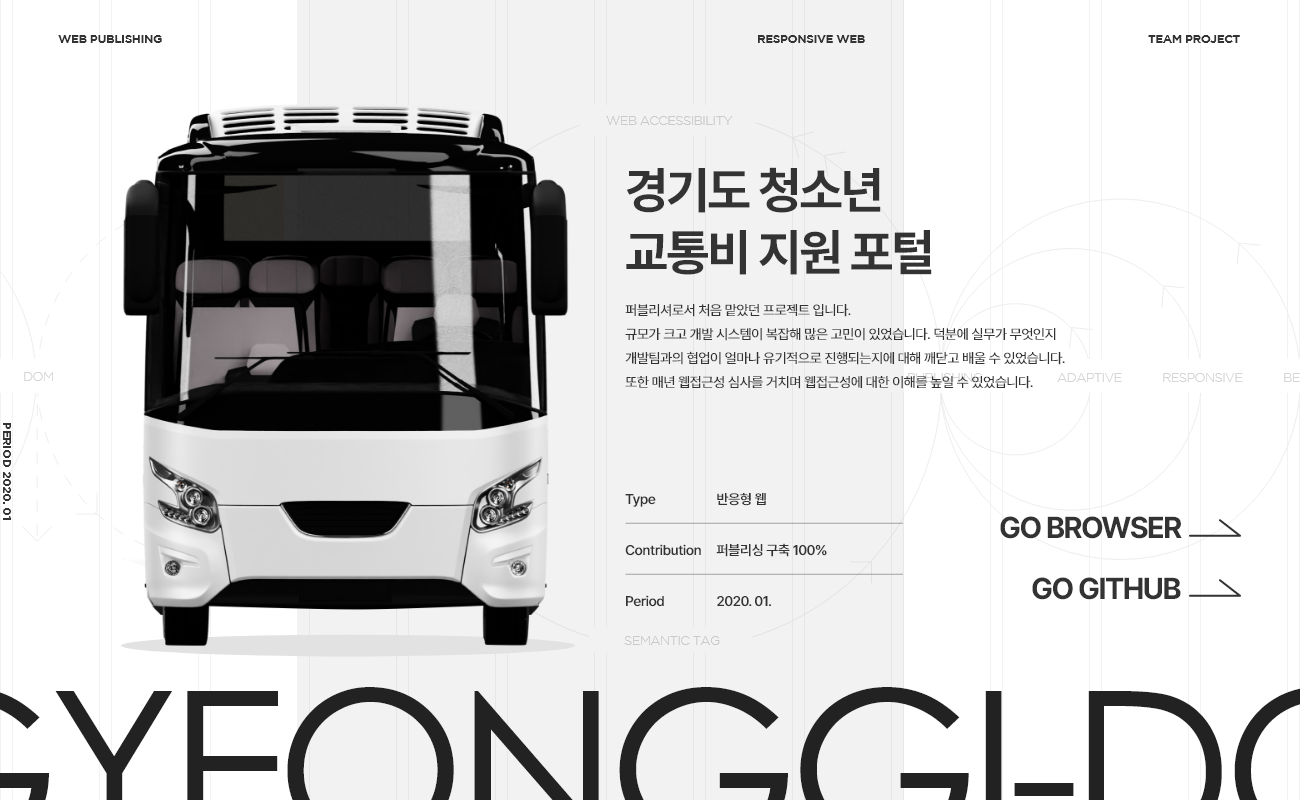 WEB PUBLISHING
RESPONSIVE WEB
TEAM PROJECT
WEB ACCESSIBILITY
경기도 청소년
교통비 지원 포털
퍼블리셔로서 처음 맡았던 프로젝트 입니다.
규모가 크고 개발 시스템이 복잡해 많은 고민이 있었습니다. 덕분에 실무가 무엇인지
개발팀과의 협업이 얼마나 유기적으로 진행되는지에 대해 깨닫고 배울 수 있었습니다.
또한 매년 웹접근성 심사를 거치며 웹접근성에 대한 이해를 높일 수 있었습니다.
DOM
ADAPTIVE
RESPONSIVE
BE
PERIOD 2020. 01
Type 반응형 웹
Contribution 퍼블리싱 구축 100%
Period 2020. 01.
GO BROWSER
GO GITHUB
SEMANTIC TAG
GYEONGGI-DO